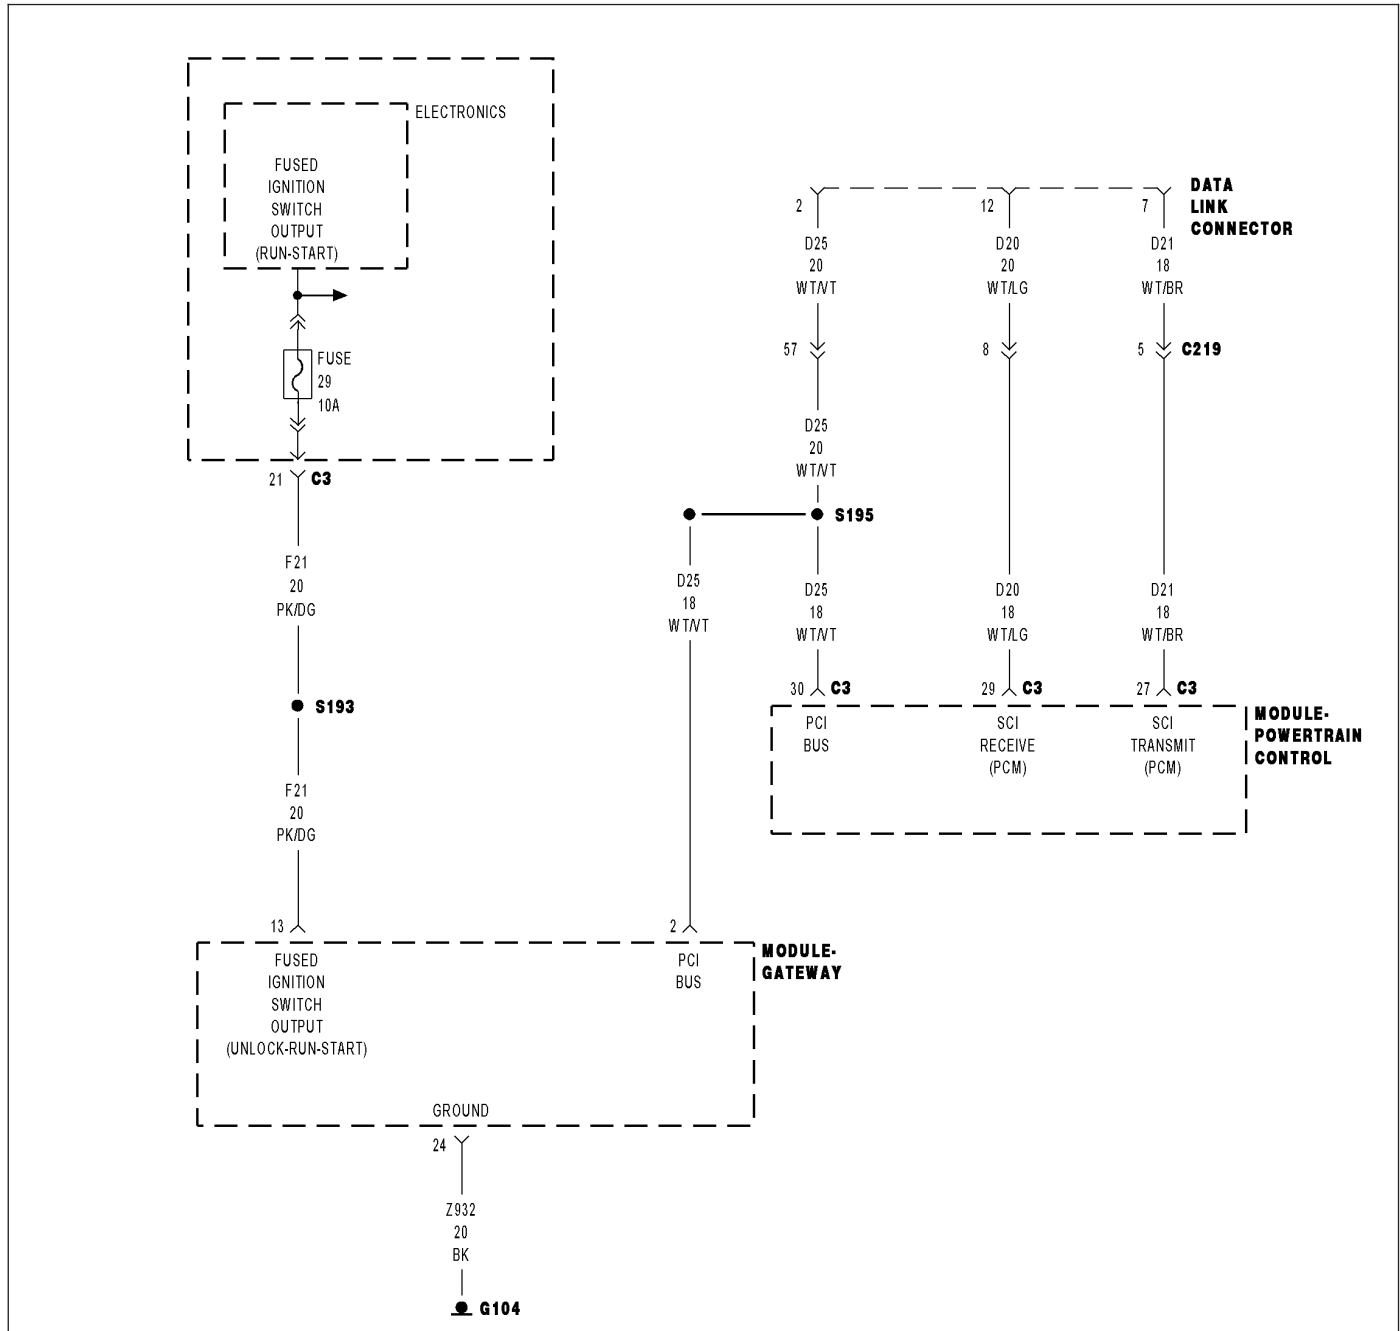 ELECTRONICS
FUSED
IGNITION
SWITCH
OUTPUT
(RUN-START)
FUSE
29
10A
21 C3
F21
20
PK/DG
S193
F21
20
PK/DG
DATA
LINK
CONNECTOR
2 12 7
D25 D20 D21
20 20 18
WT/VT WT/LG WT/BR
57 8 5 C219
D25
20
WT/VT
S195
D25
18
WT/VT
D25 D20 D21
18 18 18
WT/VT WT/LG WT/BR
30 C3 29 C3 27 C3
PCI
BUS
SCI
RECEIVE
(PCM)
SCI
TRANSMIT
(PCM)
MODULE-
POWERTRAIN
CONTROL
13 2
FUSED
IGNITION
SWITCH
OUTPUT
(UNLOCK-RUN-START)
PCI
BUS
MODULE-
GATEWAY
GROUND
24
Z932
20
BK
G104